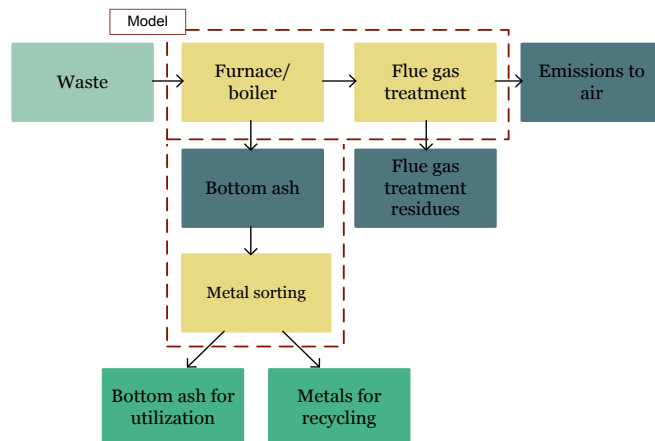 Model
Waste
Furnace/
boiler
Flue gas
treatment
Emissions to
air
Bottom ash
Flue gas
treatment
residues
Metal sorting
Bottom ash for
utilization
Metals for
recycling